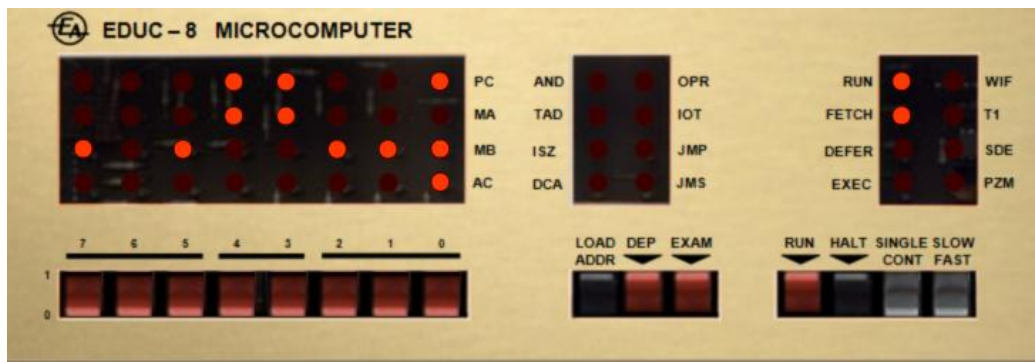 EA EDUC – 8 MICROCOMPUTER
PC AND OPR RUN WIF
MA TAD IOT FETCH T1
MB ISZ JMP DEFER SDE
AC DCA JMS EXEC PZM
7 6 5 4 3 2 1 0 LOAD ADDR DEP EXAM RUN HALT SINGLE CONT SLOW FAST
1
0